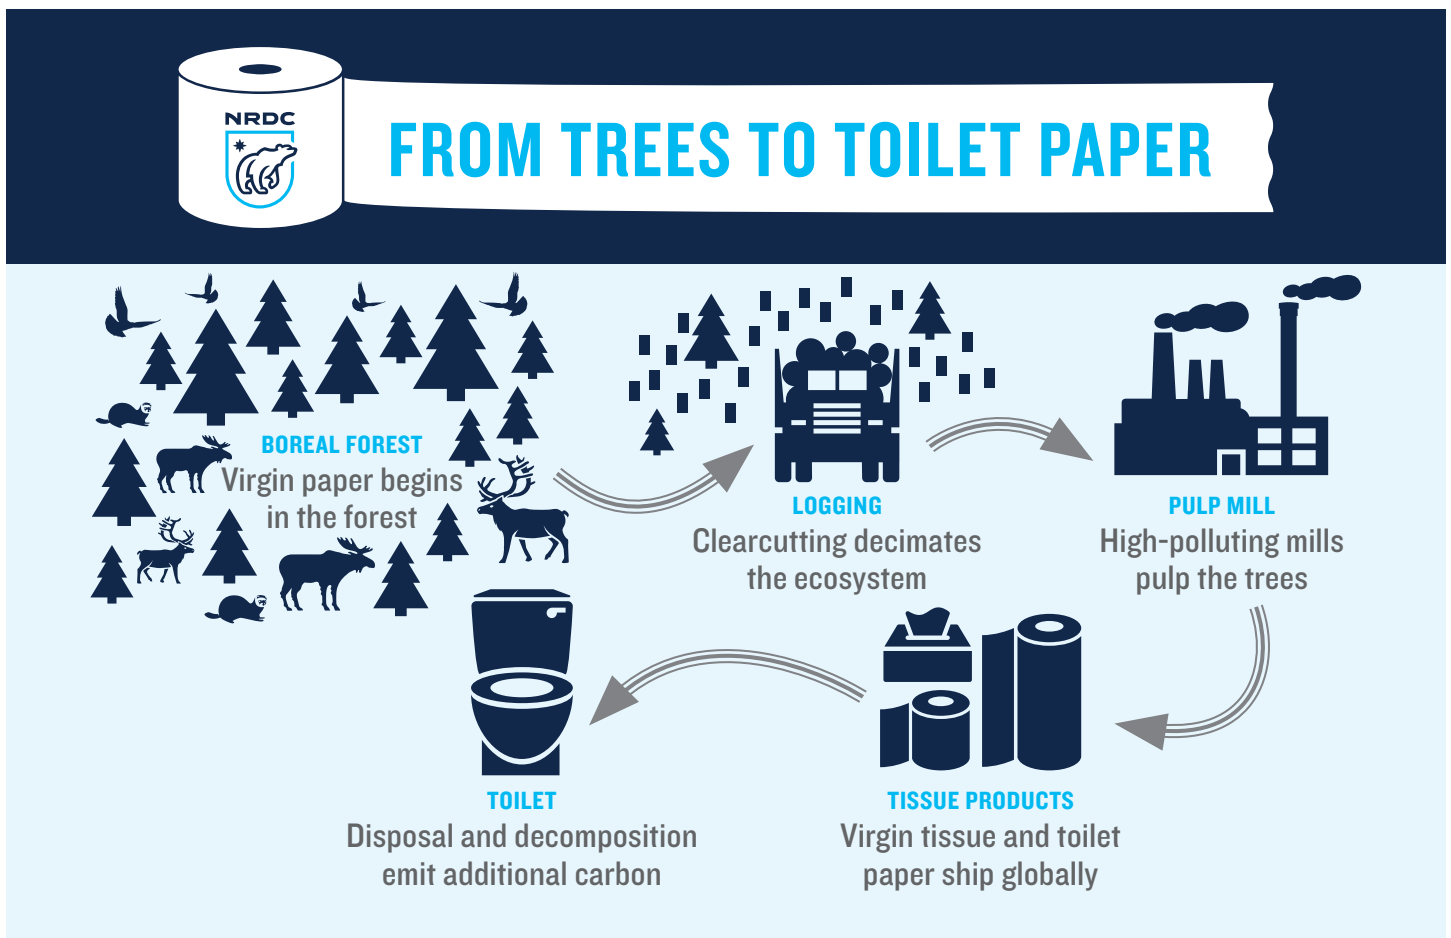 NRDC
FROM TREES TO TOILET PAPER
BOREAL FOREST
Virgin paper begins
in the forest
LOGGING
Clearcutting decimates
the ecosystem
PULP MILL
High-polluting mills
pulp the trees
TISSUE PRODUCTS
Virgin tissue and toilet
paper ship globally
TOILET
Disposal and decomposition
emit additional carbon